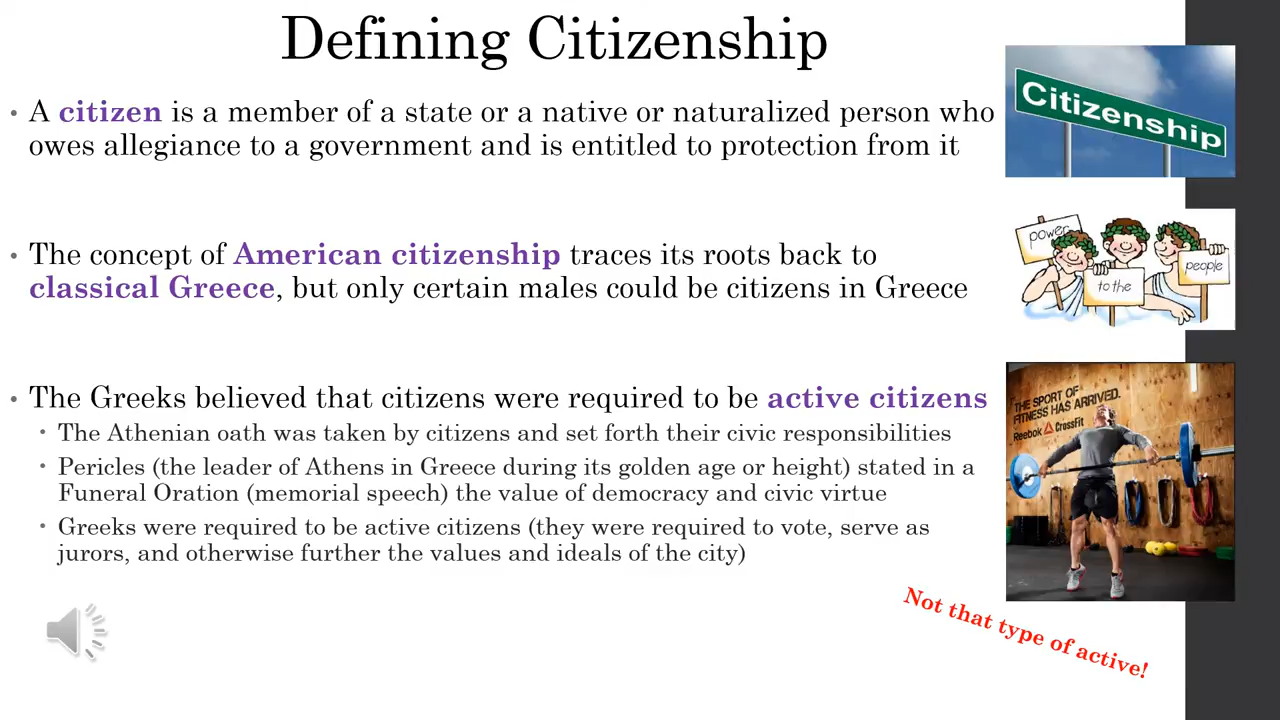 Defining Citizenship
• A citizen is a member of a state or a native or naturalized person who
owes allegiance to a government and is entitled to protection from it
• The concept of American citizenship traces its roots back to
classical Greece, but only certain males could be citizens in Greece
• The Greeks believed that citizens were required to be active citizens
• The Athenian oath was taken by citizens and set forth their civic responsibilities
• Pericles (the leader of Athens in Greece during its golden age or height) stated in a
Funeral Oration (memorial speech) the value of democracy and civic virtue
• Greeks were required to be active citizens (they were required to vote, serve as
jurors, and otherwise further the values and ideals of the city)
Citizenship
power
to the
people
THE SPORT OF
FITNESS HAS ARRIVED.
Reebok CrossFit
Not that type of active!